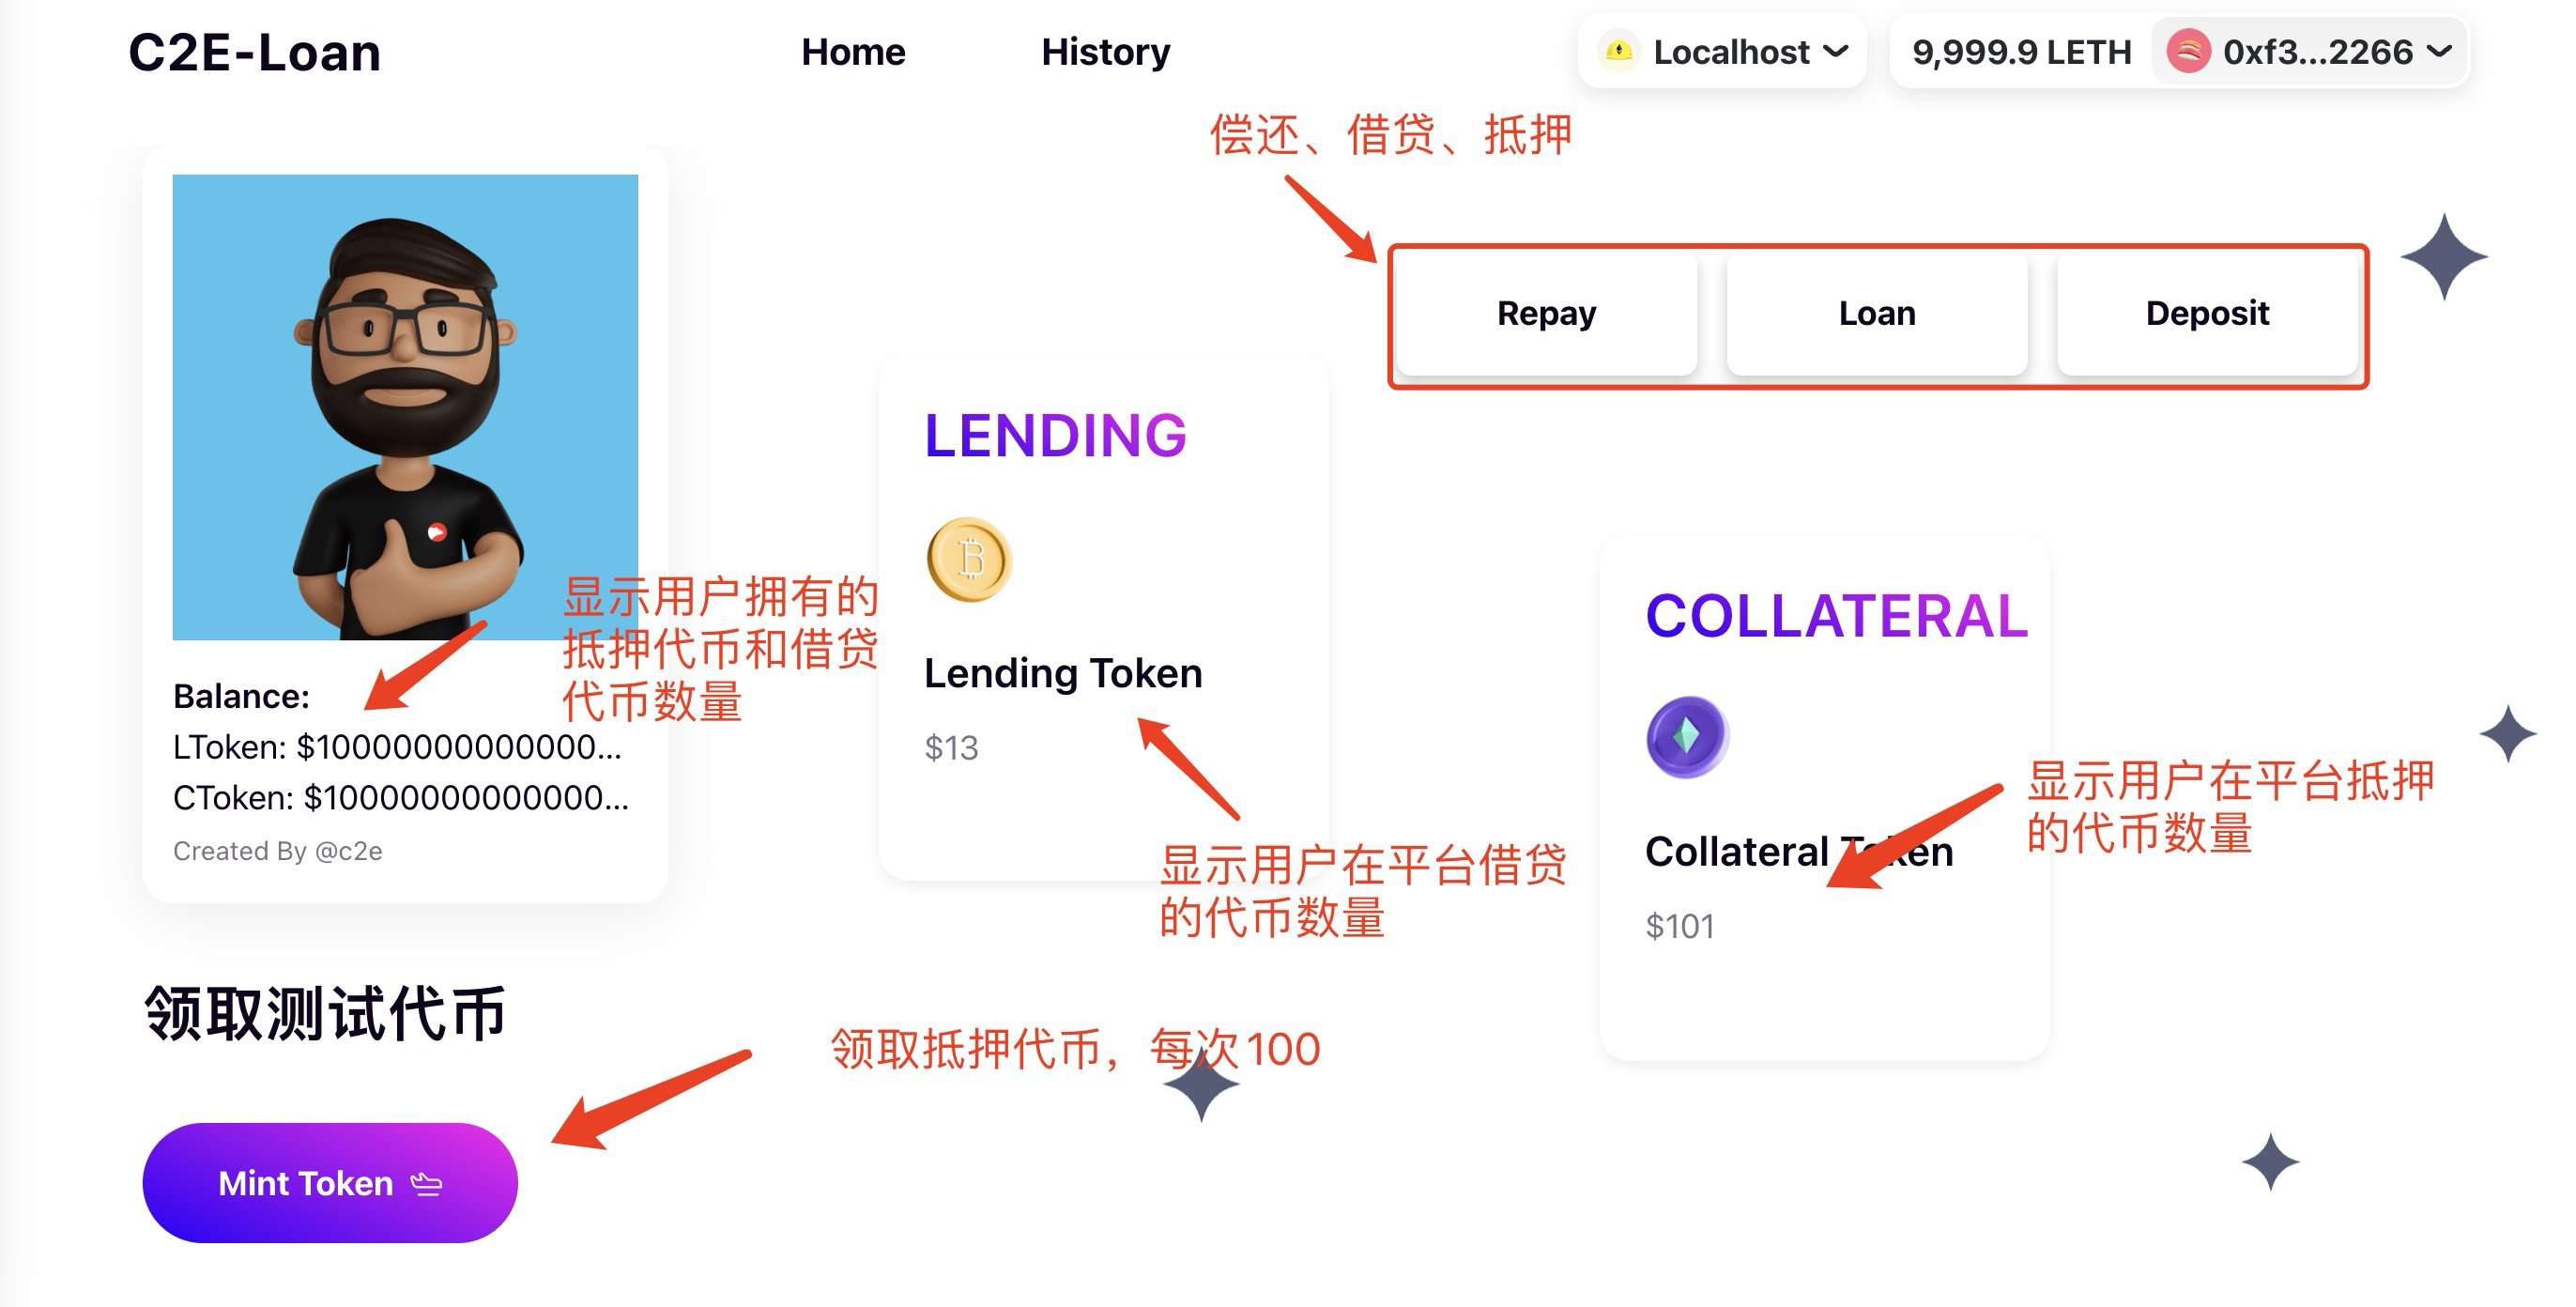 C2E-Loan
Home
History
Localhost
9,999.9 LETH
0xf3...2266
偿还、借贷、抵押
Repay
Loan
Deposit
显示用户拥有的
抵押代币和借贷
代币数量
Balance:
LToken: $10000000000000...
CToken: $10000000000000...
Created By @c2e
LENDING
Lending Token
$13
显示用户在平台借贷
的代币数量
COLLATERAL
Collateral Token
$101
显示用户在平台抵押
的代币数量
领取测试代币
领取抵押代币，每次100
Mint Token